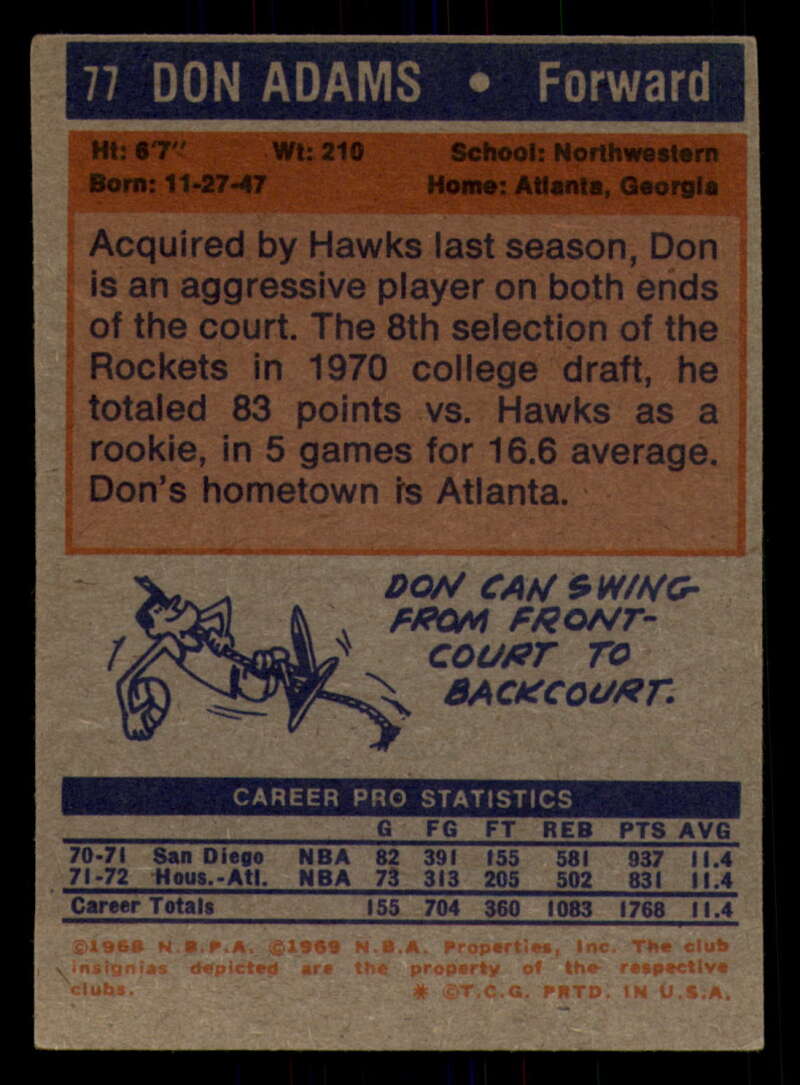 77 DON ADAMS • Forward
Ht: 6'7" Wt: 210 School: Northwestern
Born: 11-27-47 Home: Atlanta, Georgia
Acquired by Hawks last season, Don
is an aggressive player on both ends
of the court. The 8th selection of the
Rockets in 1970 college draft, he
totaled 83 points vs. Hawks as a
rookie, in 5 games for 16.6 average.
Don's hometown is Atlanta.
DON CAN SWING
FROM FRONT-
COURT TO
BACKCOURT.
CAREER PRO STATISTICS
G FG FT REB PTS AVG
70-71 San Diego NBA 82 391 155 581 937 11.4
71-72 Hous.-Atl. NBA 73 313 205 502 831 11.4
Career Totals 155 704 360 1083 1768 11.4
©1968 N.B.P.A. ©1969 N.B.A. Properties, Inc. The club
insignias depicted are the property of the respective
clubs. * ©T.C.G. PRTD. IN U.S.A.